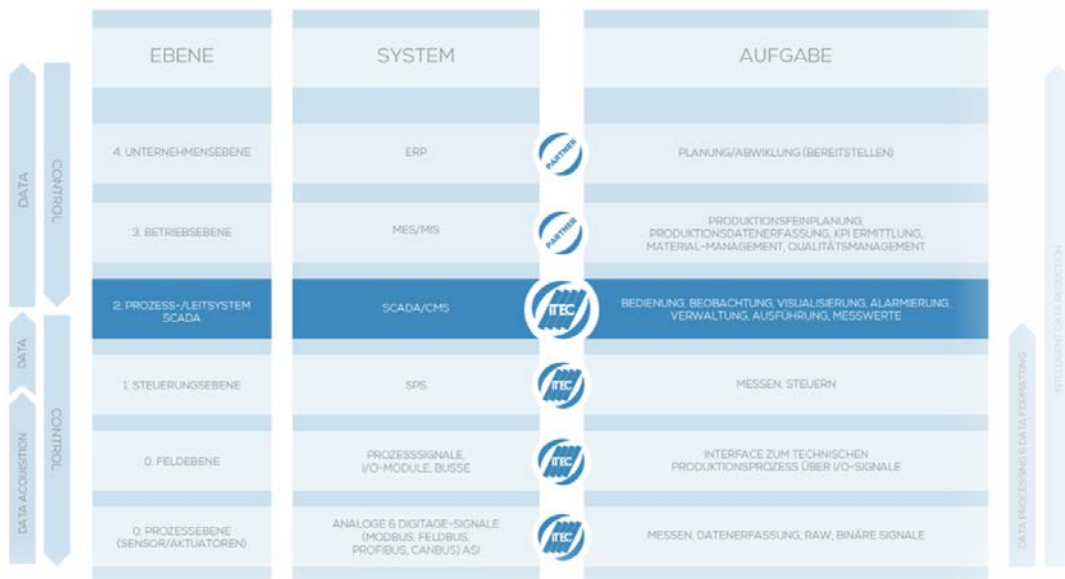 EBENE
SYSTEM
AUFGABE
4. UNTERNEHMENSEBENE
ERP
PARTNER
PLANUNG/ABWIKLUNG (BEREITSTELLEN)
3. BETRIEBSEBENE
MES/MIS
PARTNER
PRODUKTIONSFEINPLANUNG,
PRODUKTIONSDATENERFASSUNG, KPI ERMITTLUNG,
MATERIAL-MANAGEMENT, QUALITÄTSMANAGEMENT
2. PROZESS-/LEITSYSTEM
SCADA
SCADA/CMS
ITEC
BEDIENUNG, BEOBACHTUNG, VISUALISIERUNG, ALARMIERUNG,
VERWALTUNG, AUSFÜHRUNG, MESSWERTE
1. STEUERUNGSEBENE
SPS
ITEC
MESSEN, STEUERN
0. FELDEBENE
PROZESSSIGNALE,
I/O-MODULE, BUSSE
ITEC
INTERFACE ZUM TECHNISCHEN
PRODUKTIONSPROZESS ÜBER I/O-SIGNALE
0. PROZESSEBENE
(SENSOR/AKTUATOREN)
ANALOGE & DIGITAGE-SIGNALE
(MODBUS, FELDBUS,
PROFIBUS, CANBUS) ASI
ITEC
MESSEN, DATENERFASSUNG, RAW, BINÄRE SIGNALE
DATA
CONTROL
DATA
DATA ACQUISITION
CONTROL
DATA PROCESSING & DATA FORMATTING
INTELLIGENT DATA REDUCTION